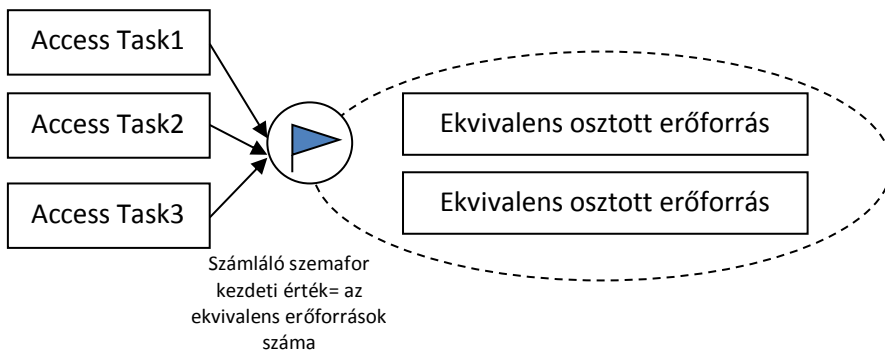 Access Task1
Access Task2
Access Task3
Ekvivalens osztott erőforrás
Ekvivalens osztott erőforrás
Számláló szemafor
kezdeti érték= az
ekvivalens erőforrások
száma